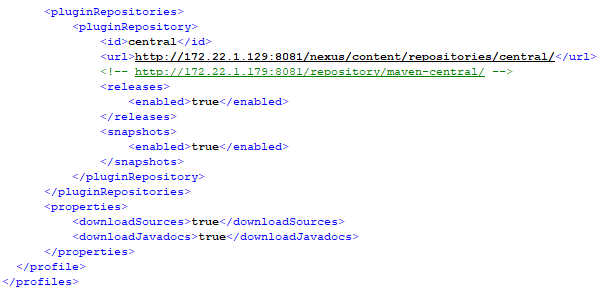 <pluginRepositories>
<pluginRepository>
<id>central</id>
<url>http://172.22.1.129:8081/nexus/content/repositories/central/</url>
<!-- http://172.22.1.179:8081/repository/maven-central/ -->
<releases>
<enabled>true</enabled>
</releases>
<snapshots>
<enabled>true</enabled>
</snapshots>
</pluginRepository>
</pluginRepositories>
<properties>
<downloadSources>true</downloadSources>
<downloadJavadocs>true</downloadJavadocs>
</properties>
</profile>
</profiles>